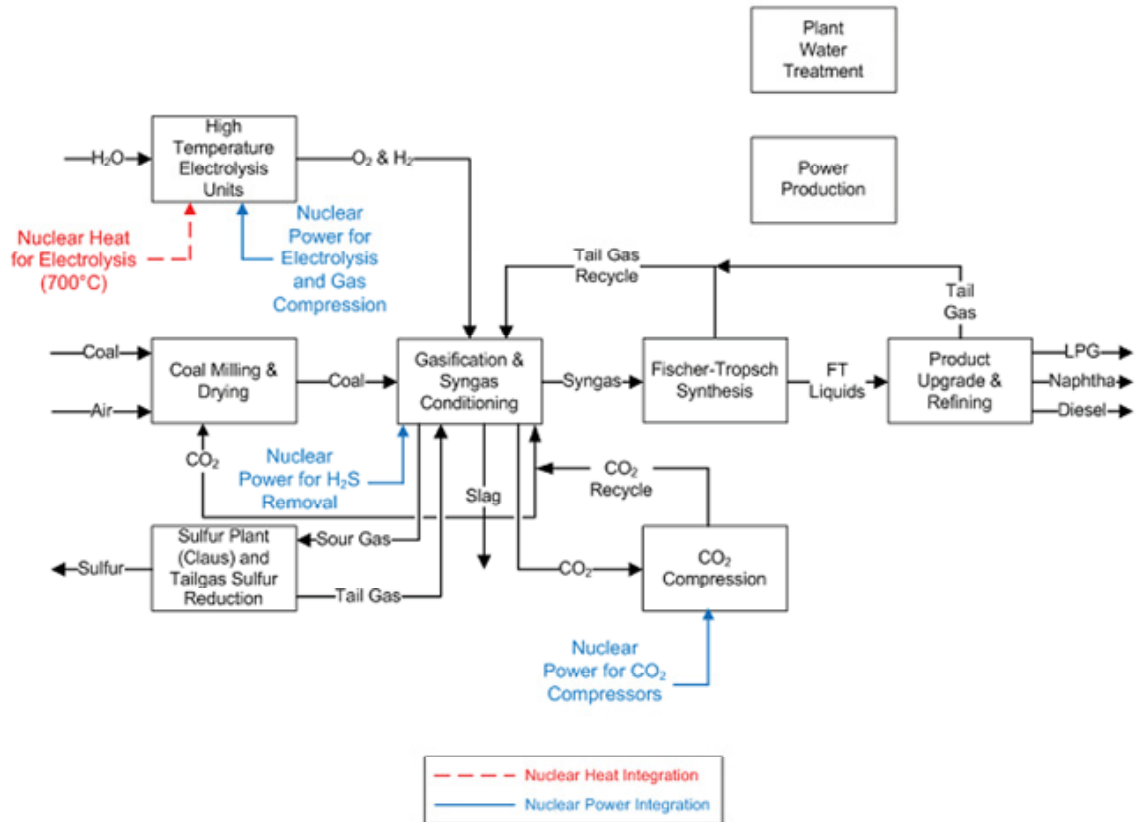 Plant
Water
Treatment
High
Temperature
Electrolysis
Units
H₂O
O₂ & H₂
Power
Production
Nuclear Heat
for Electrolysis
(700°C)
Nuclear
Power for
Electrolysis
and Gas
Compression
Tail Gas
Recycle
Tail
Gas
Coal
Air
Coal Milling &
Drying
Coal
Gasification &
Syngas
Conditioning
Syngas
Fischer-Tropsch
Synthesis
FT
Liquids
Product
Upgrade &
Refining
LPG
Naphtha
Diesel
CO₂
Nuclear
Power for H₂S
Removal
Slag
CO₂
Recycle
Sulfur
Sulfur Plant
(Claus) and
Tailgas Sulfur
Reduction
Sour Gas
Tail Gas
CO₂
CO₂
Compression
Nuclear
Power for CO₂
Compressors
Nuclear Heat Integration
Nuclear Power Integration